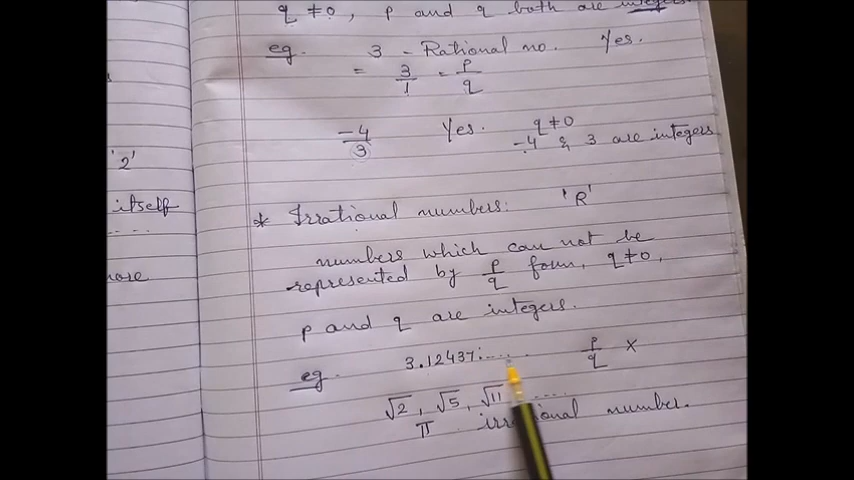 '2'
itself
.....
more
q ≠ 0, p and q both are integers
eg. 3 - Rational no. Yes.
= 3/1 = p/q
-4/3 Yes. q ≠ 0
-4 & 3 are integers
* Irrational numbers: 'R'
numbers which can not be
represented by p/q form, q ≠ 0,
p and q are integers.
eg. 3.12437..... p/q ×
√2, √5, √11, ....
π irrational number.